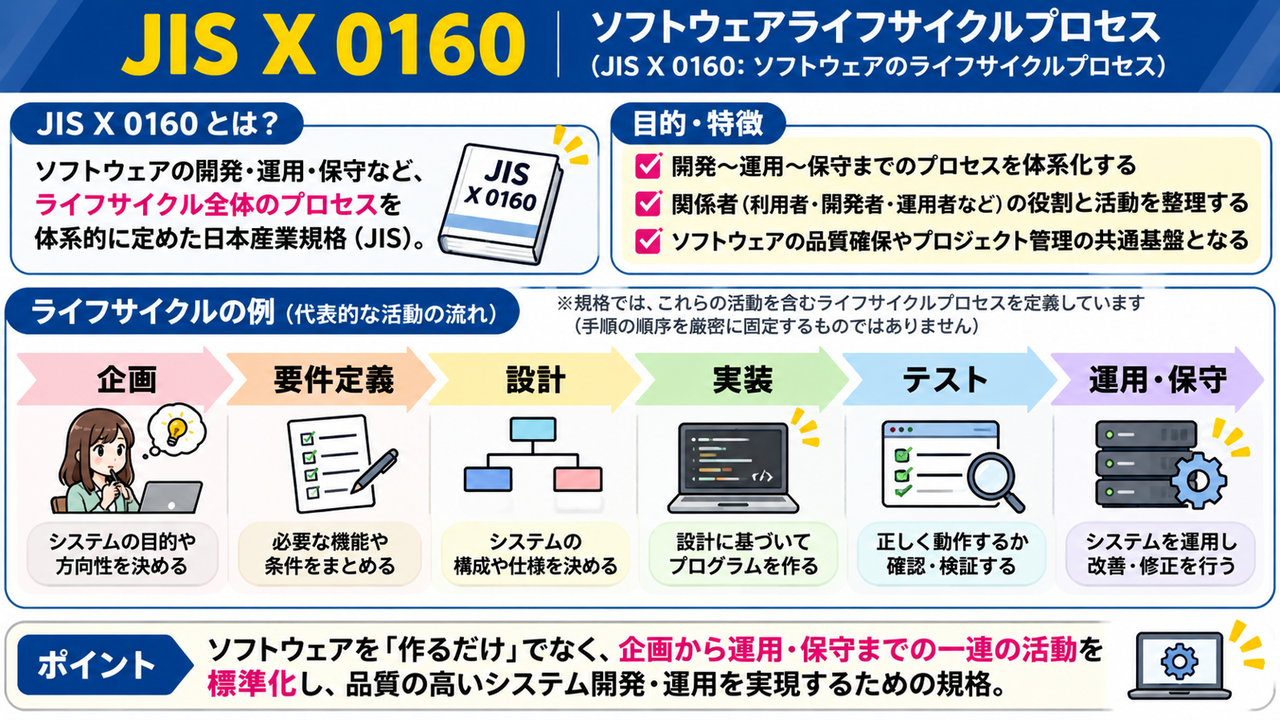 JIS X 0160
ソフトウェアライフサイクルプロセス
(JIS X 0160: ソフトウェアのライフサイクルプロセス)
JIS X 0160 とは?
ソフトウェアの開発・運用・保守など、
ライフサイクル全体のプロセスを
体系的に定めた日本産業規格(JIS)。
JIS
X 0160
目的・特徴
開発〜運用〜保守までのプロセスを体系化する
関係者(利用者・開発者・運用者など)の役割と活動を整理する
ソフトウェアの品質確保やプロジェクト管理の共通基盤となる
ライフサイクルの例(代表的な活動の流れ)
※規格では、これらの活動を含むライフサイクルプロセスを定義しています
(手順の順序を厳密に固定するものではありません)
企画
要件定義
設計
実装
テスト
運用・保守
</>
システムの目的や
方向性を決める
必要な機能や
条件をまとめる
システムの
構成や仕様を決める
設計に基づいて
プログラムを作る
正しく動作するか
確認・検証する
システムを運用し
改善・修正を行う
ポイント
ソフトウェアを「作るだけ」でなく、企画から運用・保守までの一連の活動を
標準化し、品質の高いシステム開発・運用を実現するための規格。